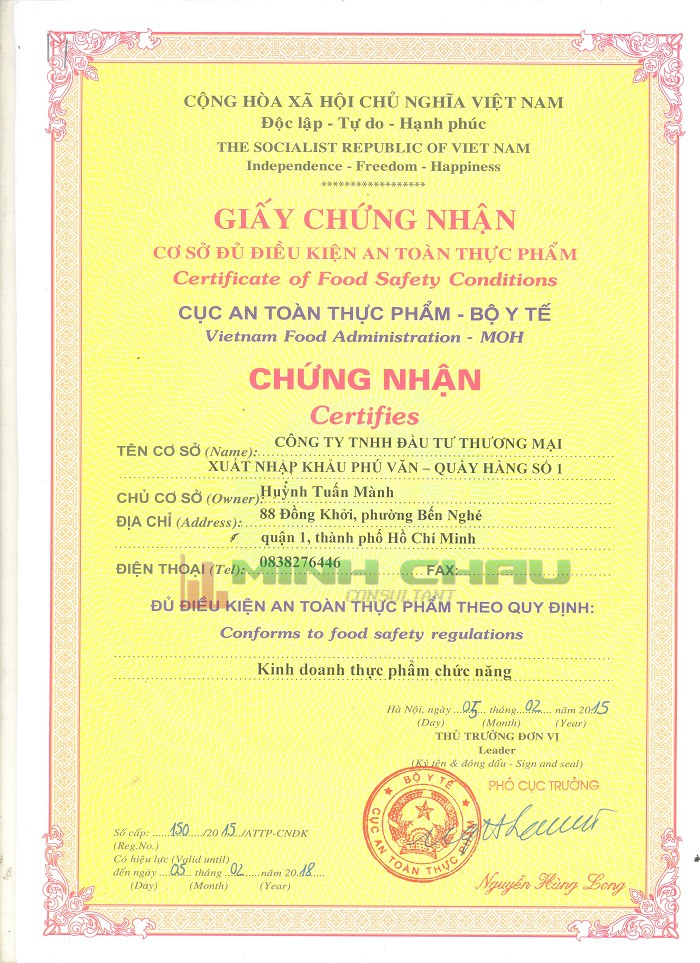 CỘNG HÒA XÃ HỘI CHỦ NGHĨA VIỆT NAM
Độc lập - Tự do - Hạnh phúc
THE SOCIALIST REPUBLIC OF VIET NAM
Independence - Freedom - Happiness
******************
GIẤY CHỨNG NHẬN
CƠ SỞ ĐỦ ĐIỀU KIỆN AN TOÀN THỰC PHẨM
Certificate of Food Safety Conditions
CỤC AN TOÀN THỰC PHẨM - BỘ Y TẾ
Vietnam Food Administration - MOH
CHỨNG NHẬN
Certifies
TÊN CƠ SỞ (Name): CÔNG TY TNHH ĐẦU TƯ THƯƠNG MẠI
XUẤT NHẬP KHẨU PHÚ VĂN – QUẦY HÀNG SỐ 1
CHỦ CƠ SỞ (Owner): Huỳnh Tuấn Mành
ĐỊA CHỈ (Address): 88 Đồng Khởi, phường Bến Nghé
quận 1, thành phố Hồ Chí Minh
ĐIỆN THOẠI (Tel): 0838276446 FAX:
MINH CHAU
CONSULTANT
ĐỦ ĐIỀU KIỆN AN TOÀN THỰC PHẨM THEO QUY ĐỊNH:
Conforms to food safety regulations
Kinh doanh thực phẩm chức năng
Hà Nội, ngày 05 tháng 02 năm 2015
(Day) (Month) (Year)
THỦ TRƯỞNG ĐƠN VỊ
Leader
(Ký tên & đóng dấu - Sign and seal)
PHÓ CỤC TRƯỞNG
BỘ Y TẾ
CỤC AN TOÀN THỰC PHẨM
Số cấp: 150/2015/ATTP-CNĐK
(Reg.No.)
Có hiệu lực (Valid until)
đến ngày 05 tháng 02 năm 2018
(Day) (Month) (Year)
Nguyễn Hùng Long